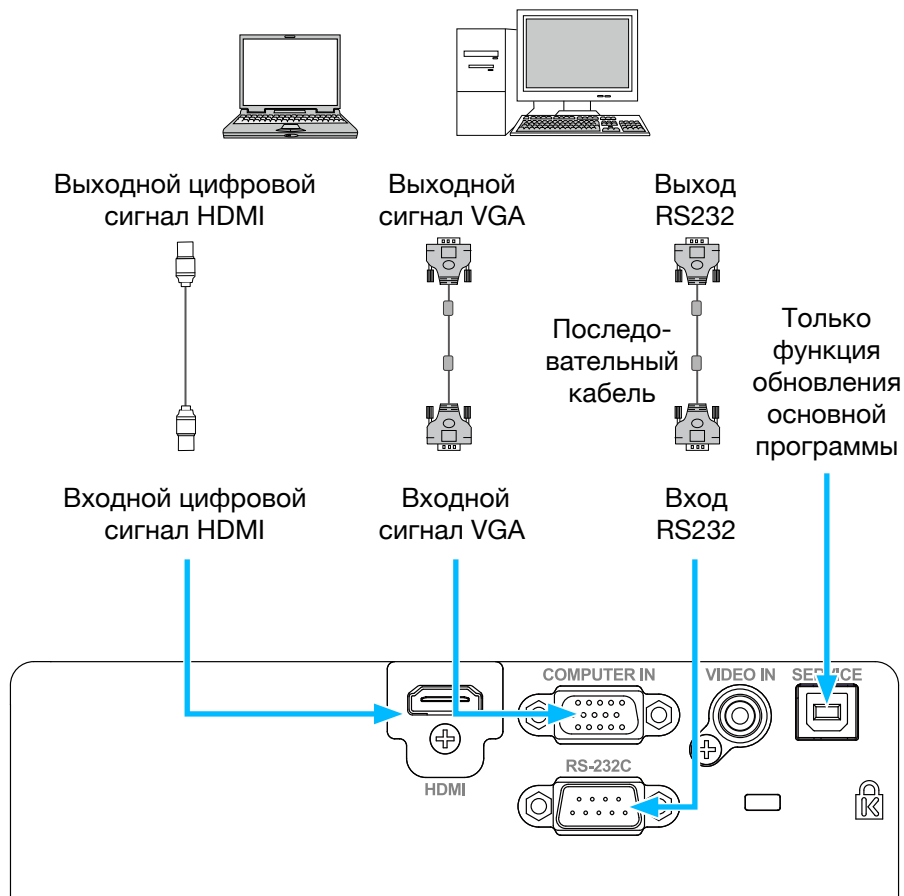 Выходной цифровой
сигнал HDMI
Выходной
сигнал VGA
Выход
RS232
Последо-
вательный
кабель
Только
функция
обновления
основной
программы
Входной цифровой
сигнал HDMI
Входной
сигнал VGA
Вход
RS232
COMPUTER IN
VIDEO IN
SERVICE
HDMI
RS-232C